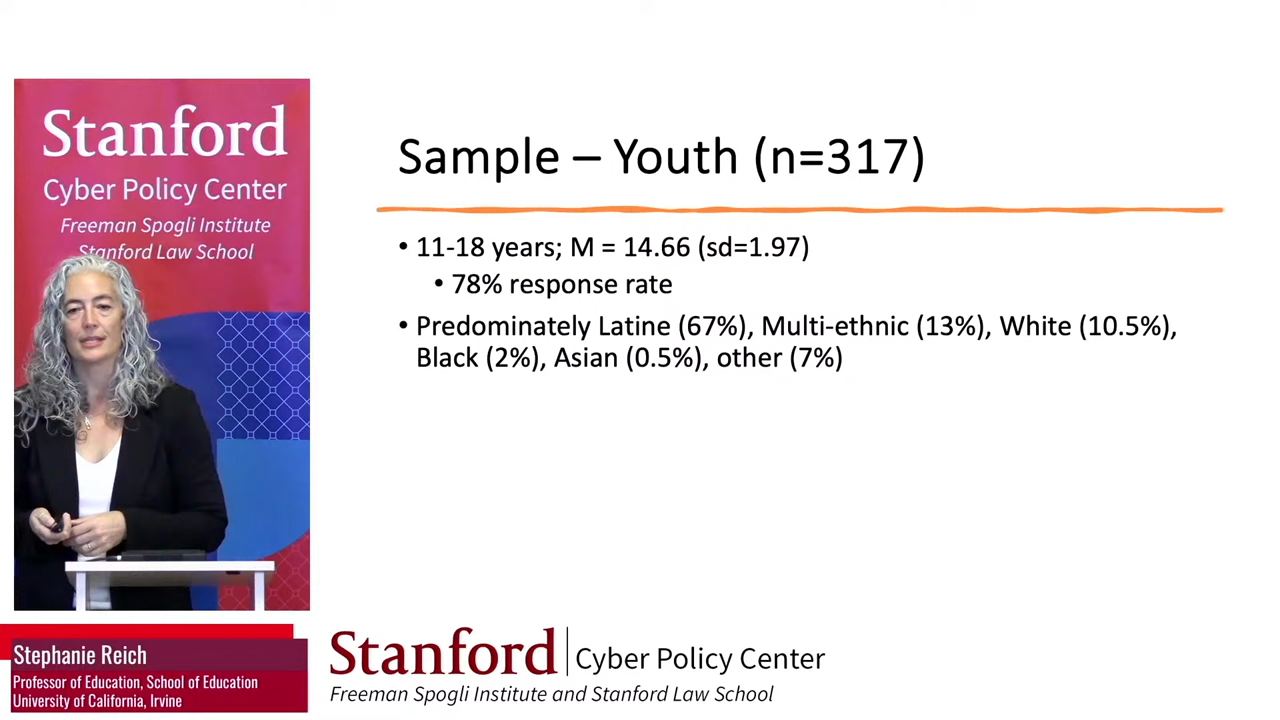 Stanford
Cyber Policy Center
Freeman Spogli Institute
Stanford Law School
Sample – Youth (n=317)
• 11-18 years; M = 14.66 (sd=1.97)
• 78% response rate
• Predominately Latine (67%), Multi-ethnic (13%), White (10.5%),
Black (2%), Asian (0.5%), other (7%)
Stephanie Reich
Professor of Education, School of Education
University of California, Irvine
Stanford | Cyber Policy Center
Freeman Spogli Institute and Stanford Law School